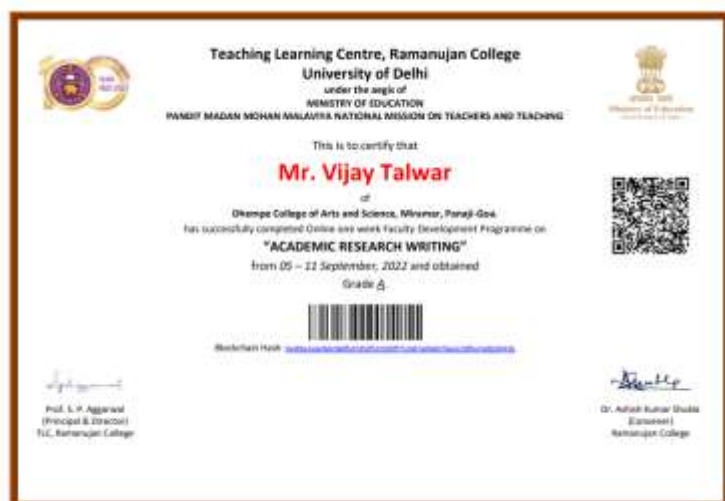 Teaching Learning Centre, Ramanujan College
University of Delhi
under the aegis of
MINISTRY OF EDUCATION
PANDIT MADAN MOHAN MALAVIYA NATIONAL MISSION ON TEACHERS AND TEACHING
This is to certify that
Mr. Vijay Talwar
of
Dhempe College of Arts and Science, Miramar, Panaji-Goa.
has successfully completed Online one week Faculty Development Programme on
"ACADEMIC RESEARCH WRITING"
from 05 – 11 September, 2022 and obtained
Grade A
Blockchain Hash
Prof. S. P. Aggarwal
(Principal & Director)
TLC, Ramanujan College
Dr. Ashish Kumar Shukla
(Convener)
Ramanujan College
Ministry of Education